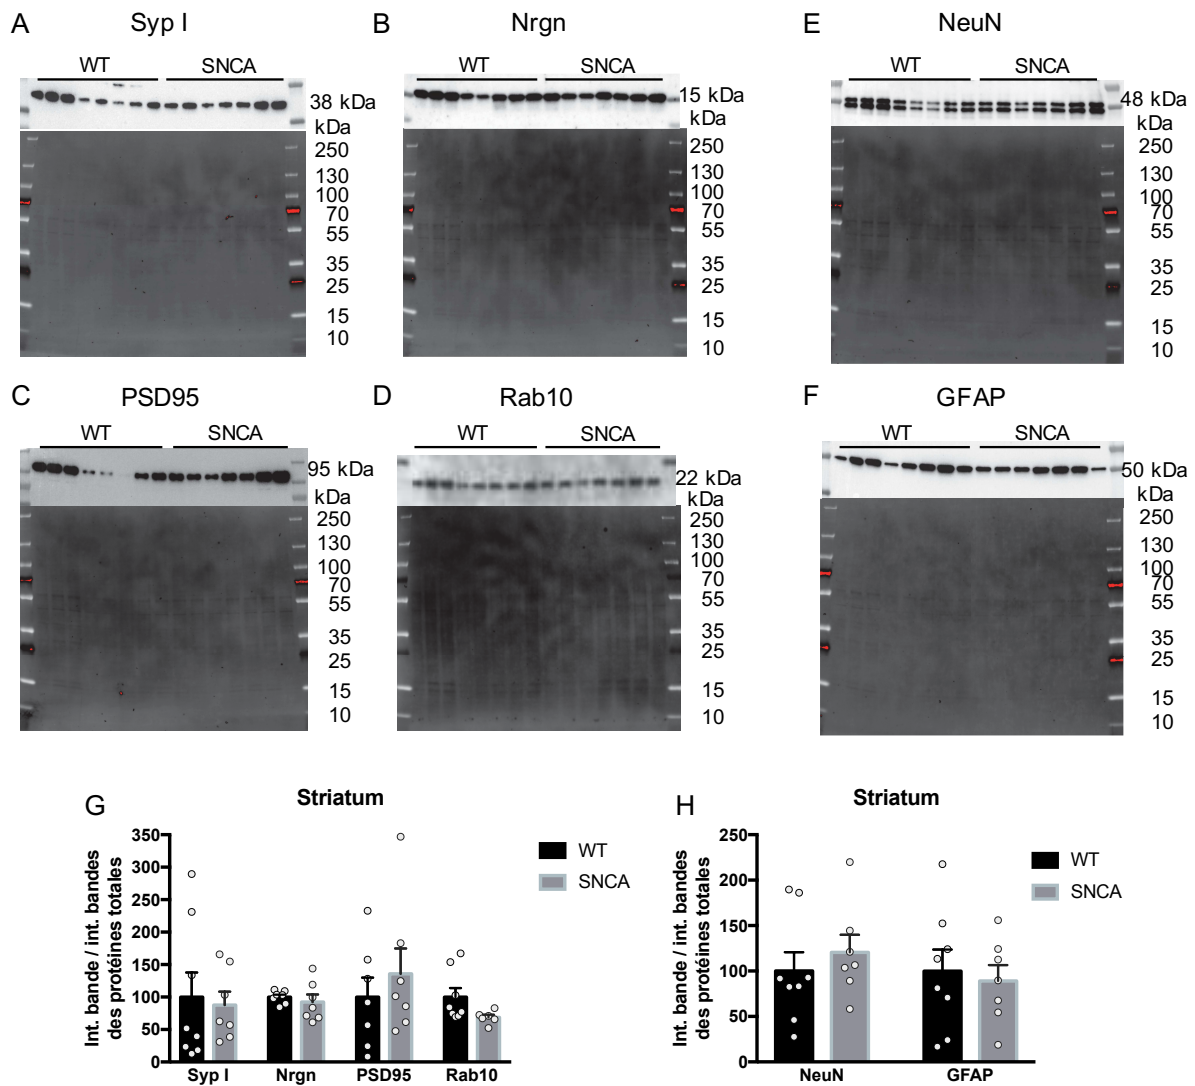 A Syp I
WT SNCA
38 kDa
kDa
250
130
100
70
55
35
25
15
10
B Nrgn
WT SNCA
15 kDa
kDa
250
130
100
70
55
35
25
15
10
E NeuN
WT SNCA
48 kDa
kDa
250
130
100
70
55
35
25
15
10
C PSD95
WT SNCA
95 kDa
kDa
250
130
100
70
55
35
25
15
10
D Rab10
WT SNCA
22 kDa
kDa
250
130
100
70
55
35
25
15
10
F GFAP
WT SNCA
50 kDa
kDa
250
130
100
70
55
35
25
15
10
G Striatum
Int. bande / int. bandes
des protéines totales
350
300
250
200
150
100
50
0
Syp I Nrgn PSD95 Rab10
WT
SNCA
H Striatum
Int. bande / int. bandes
des protéines totales
250
200
150
100
50
0
NeuN GFAP
WT
SNCA